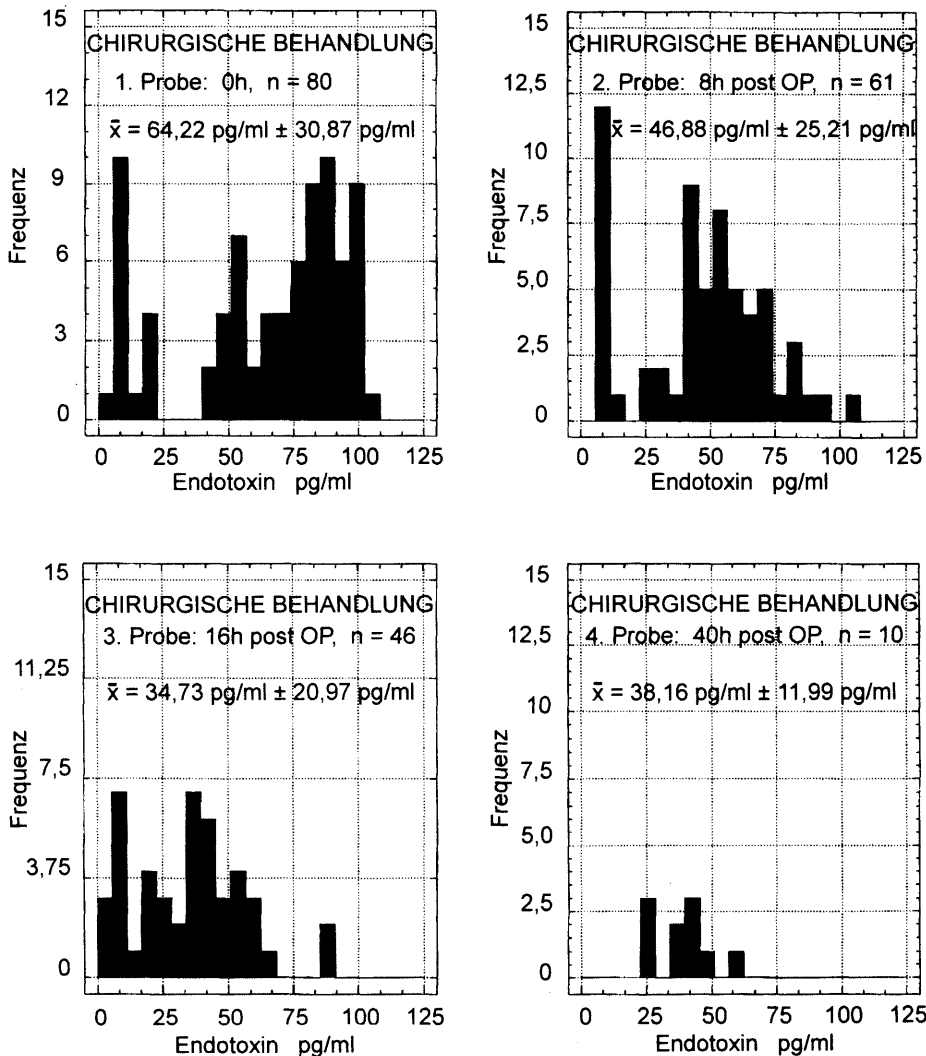 15
CHIRURGISCHE BEHANDLUNG
1. Probe: 0h, n = 80
12
x̄ = 64,22 pg/ml ± 30,87 pg/ml
9
6
3
0
Frequenz
0 25 50 75 100 125
Endotoxin pg/ml
15
CHIRURGISCHE BEHANDLUNG
2. Probe: 8h post OP, n = 61
12,5
x̄ = 46,88 pg/ml ± 25,21 pg/ml
10
7,5
5,0
2,5
0
Frequenz
0 25 50 75 100 125
Endotoxin pg/ml
15
CHIRURGISCHE BEHANDLUNG
3. Probe: 16h post OP, n = 46
11,25
x̄ = 34,73 pg/ml ± 20,97 pg/ml
7,5
3,75
0
Frequenz
0 25 50 75 100 125
Endotoxin pg/ml
15
CHIRURGISCHE BEHANDLUNG
12,5
4. Probe: 40h post OP, n = 10
x̄ = 38,16 pg/ml ± 11,99 pg/ml
10
7,5
5,0
2,5
0
Frequenz
0 25 50 75 100 125
Endotoxin pg/ml